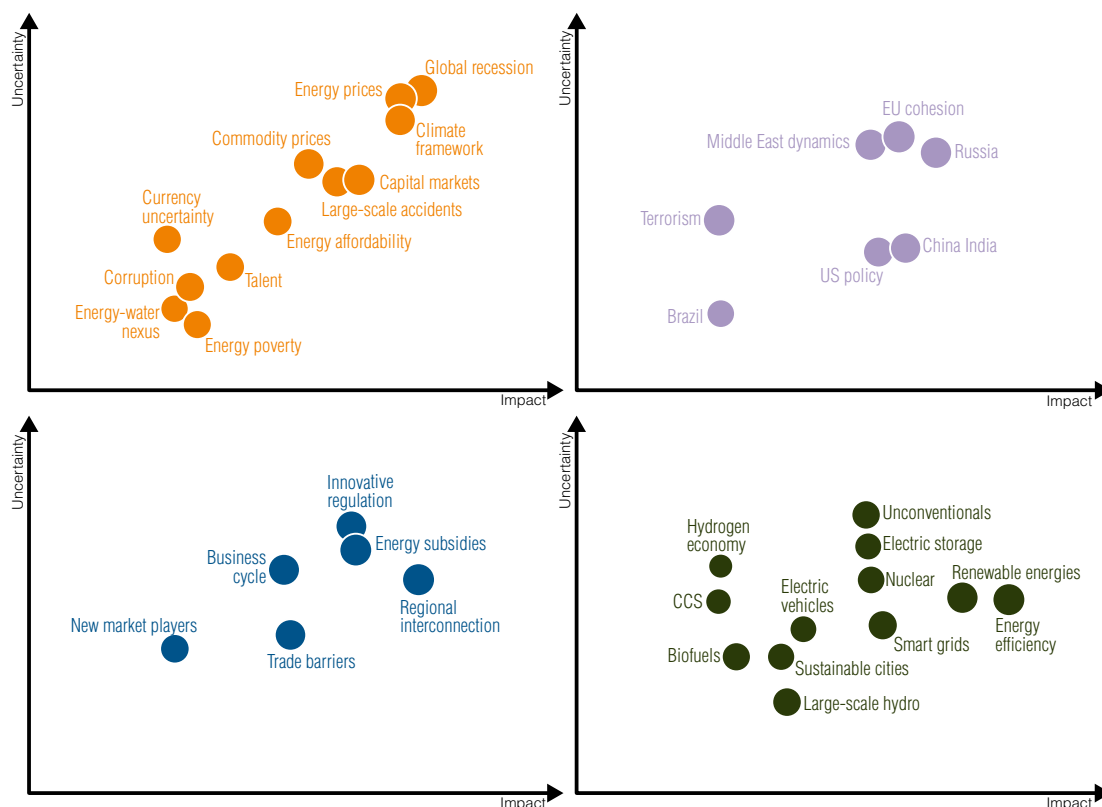 Uncertainty
Global recession
Energy prices
Climate
framework
Commodity prices
Capital markets
Large-scale accidents
Currency
uncertainty
Energy affordability
Talent
Corruption
Energy-water
nexus
Energy poverty
Impact
Uncertainty
EU cohesion
Middle East dynamics
Russia
Terrorism
China India
US policy
Brazil
Impact
Uncertainty
Innovative
regulation
Energy subsidies
Business
cycle
Regional
interconnection
New market players
Trade barriers
Impact
Uncertainty
Unconventionals
Hydrogen
economy
Electric storage
Nuclear
Renewable energies
CCS
Electric
vehicles
Energy
efficiency
Smart grids
Biofuels
Sustainable cities
Large-scale hydro
Impact